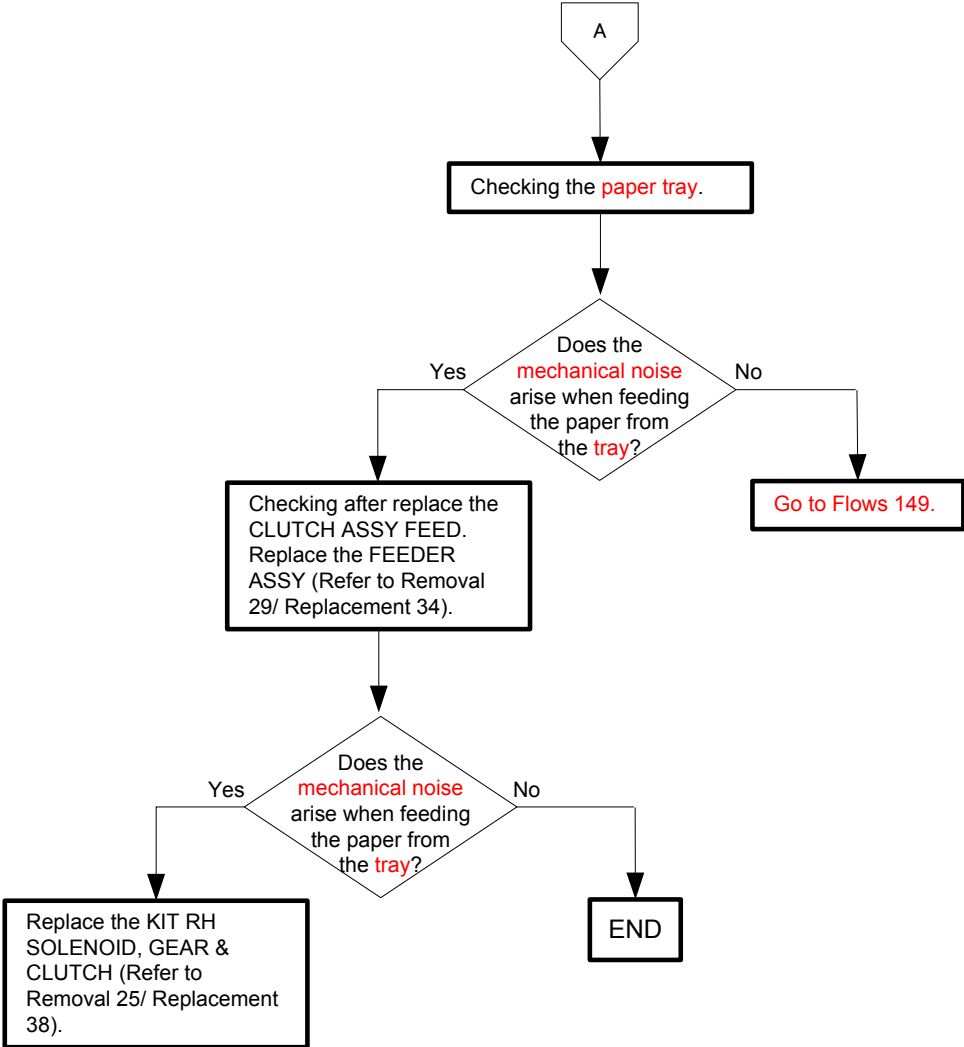 A
Checking the paper tray.
Does the
mechanical noise
arise when feeding
the paper from
the tray?
Yes
No
Checking after replace the
CLUTCH ASSY FEED.
Replace the FEEDER
ASSY (Refer to Removal
29/ Replacement 34).
Go to Flows 149.
Does the
mechanical noise
arise when feeding
the paper from
the tray?
Yes
No
Replace the KIT RH
SOLENOID, GEAR &
CLUTCH (Refer to
Removal 25/ Replacement
38).
END